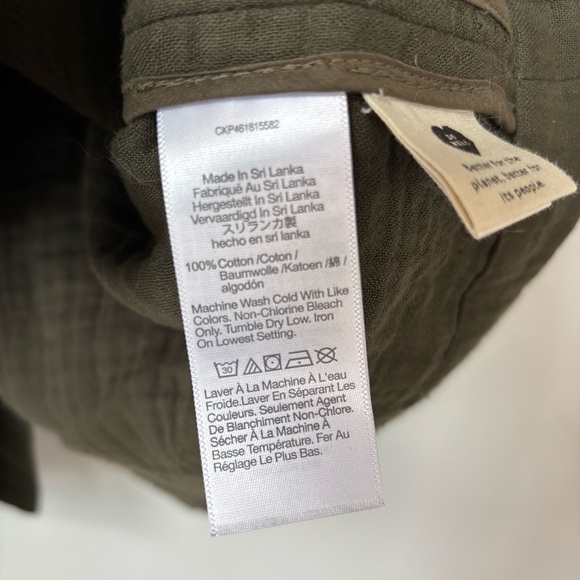 CKP461815582
Made In Sri Lanka
Fabriqué Au Sri Lanka
Hergestellt In Sri Lanka
Vervaardigd In Sri Lanka
スリランカ製
hecho en sri lanka
100% Cotton /Coton /
Baumwolle /Katoen /綿 /
algodón
Machine Wash Cold With Like
Colors. Non-Chlorine Bleach
Only. Tumble Dry Low. Iron
On Lowest Setting.
30
Laver À La Machine À L'eau
Froide.Laver En Séparant Les
Couleurs. Seulement Agent
De Blanchiment Non-Chlore.
Sécher À La Machine À
Basse Température. Fer Au
Réglage Le Plus Bas.
DO
WELL
Better for the
planet, better for
its people.